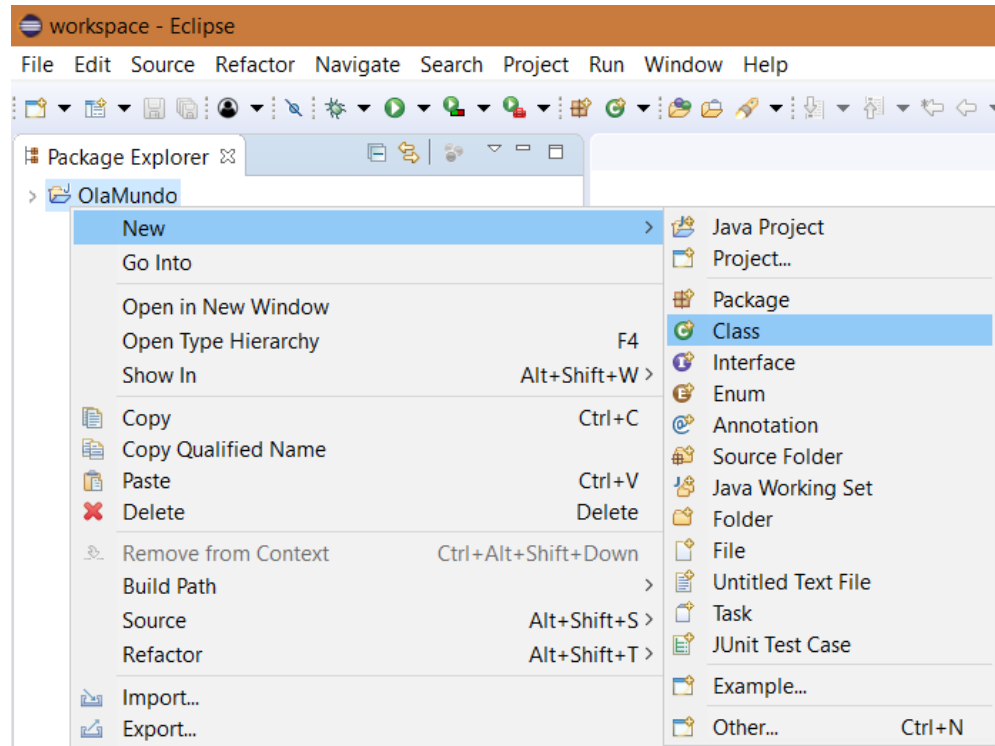 workspace - Eclipse
File Edit Source Refactor Navigate Search Project Run Window Help
Package Explorer
OlaMundo
New
Go Into
Open in New Window
Open Type Hierarchy F4
Show In Alt+Shift+W
Copy Ctrl+C
Copy Qualified Name
Paste Ctrl+V
Delete Delete
Remove from Context Ctrl+Alt+Shift+Down
Build Path
Source Alt+Shift+S
Refactor Alt+Shift+T
Import...
Export...
Java Project
Project...
Package
Class
Interface
Enum
Annotation
Source Folder
Java Working Set
Folder
File
Untitled Text File
Task
JUnit Test Case
Example...
Other... Ctrl+N